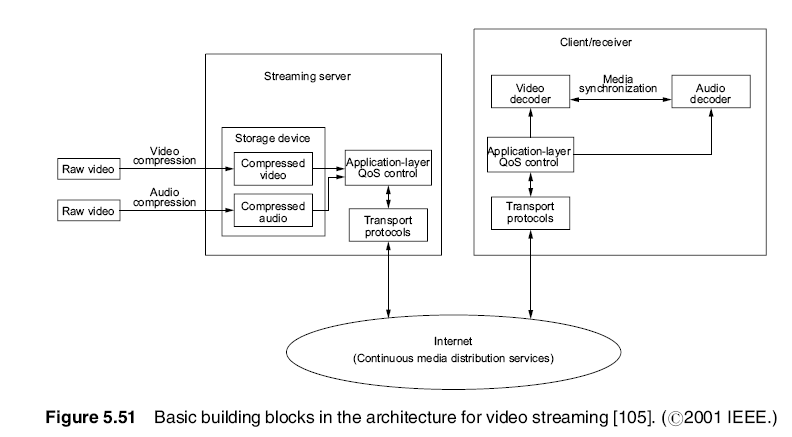 Client/receiver
Streaming server
Video
decoder
Media
synchronization
Audio
decoder
Storage device
Raw video
Video
compression
Compressed
video
Application-layer
QoS control
Application-layer
QoS control
Raw video
Audio
compression
Compressed
audio
Transport
protocols
Transport
protocols
Internet
(Continuous media distribution services)
Figure 5.51 Basic building blocks in the architecture for video streaming [105]. (©2001 IEEE.)